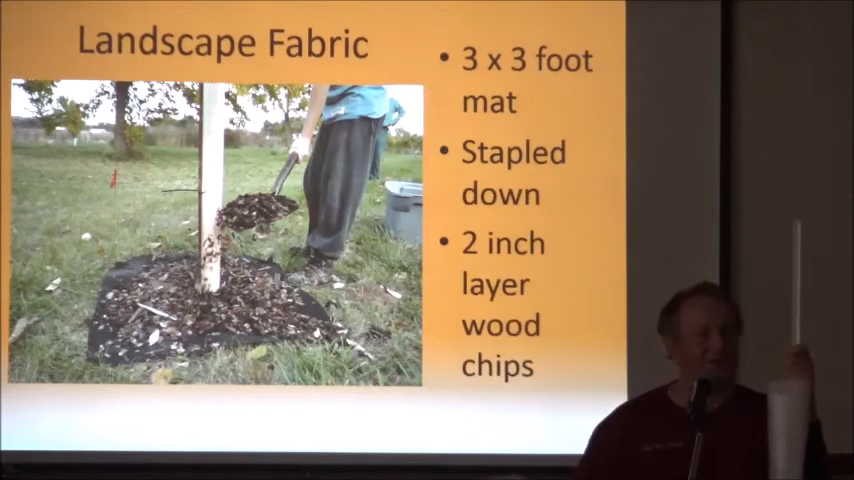 Landscape Fabric
• 3 x 3 foot
mat
• Stapled
down
• 2 inch
layer
wood
chips